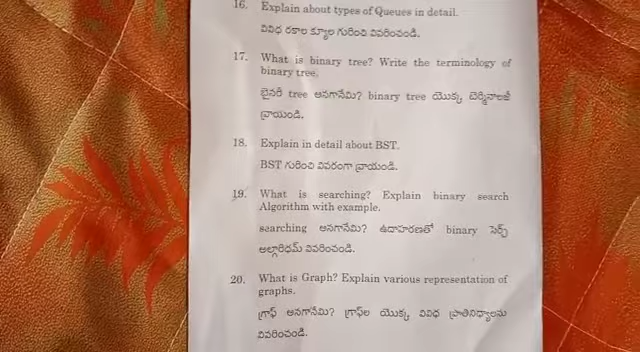 16. Explain about types of Queues in detail.
వివిధ రకాల క్యూల గురించి వివరించండి.
17. What is binary tree? Write the terminology of
binary tree.
బైనరీ tree అనగానేమి? binary tree యొక్క టెర్మినాలజీ
వ్రాయండి.
18. Explain in detail about BST.
BST గురించి వివరంగా వ్రాయండి.
19. What is searching? Explain binary search
Algorithm with example.
searching అనగానేమి? ఉదాహరణతో binary సెర్చ్
అల్గారిథమ్ వివరించండి.
20. What is Graph? Explain various representation of
graphs.
గ్రాఫ్ అనగానేమి? గ్రాఫ్‌ల యొక్క వివిధ ప్రాతినిధ్యాలను
వివరించండి.